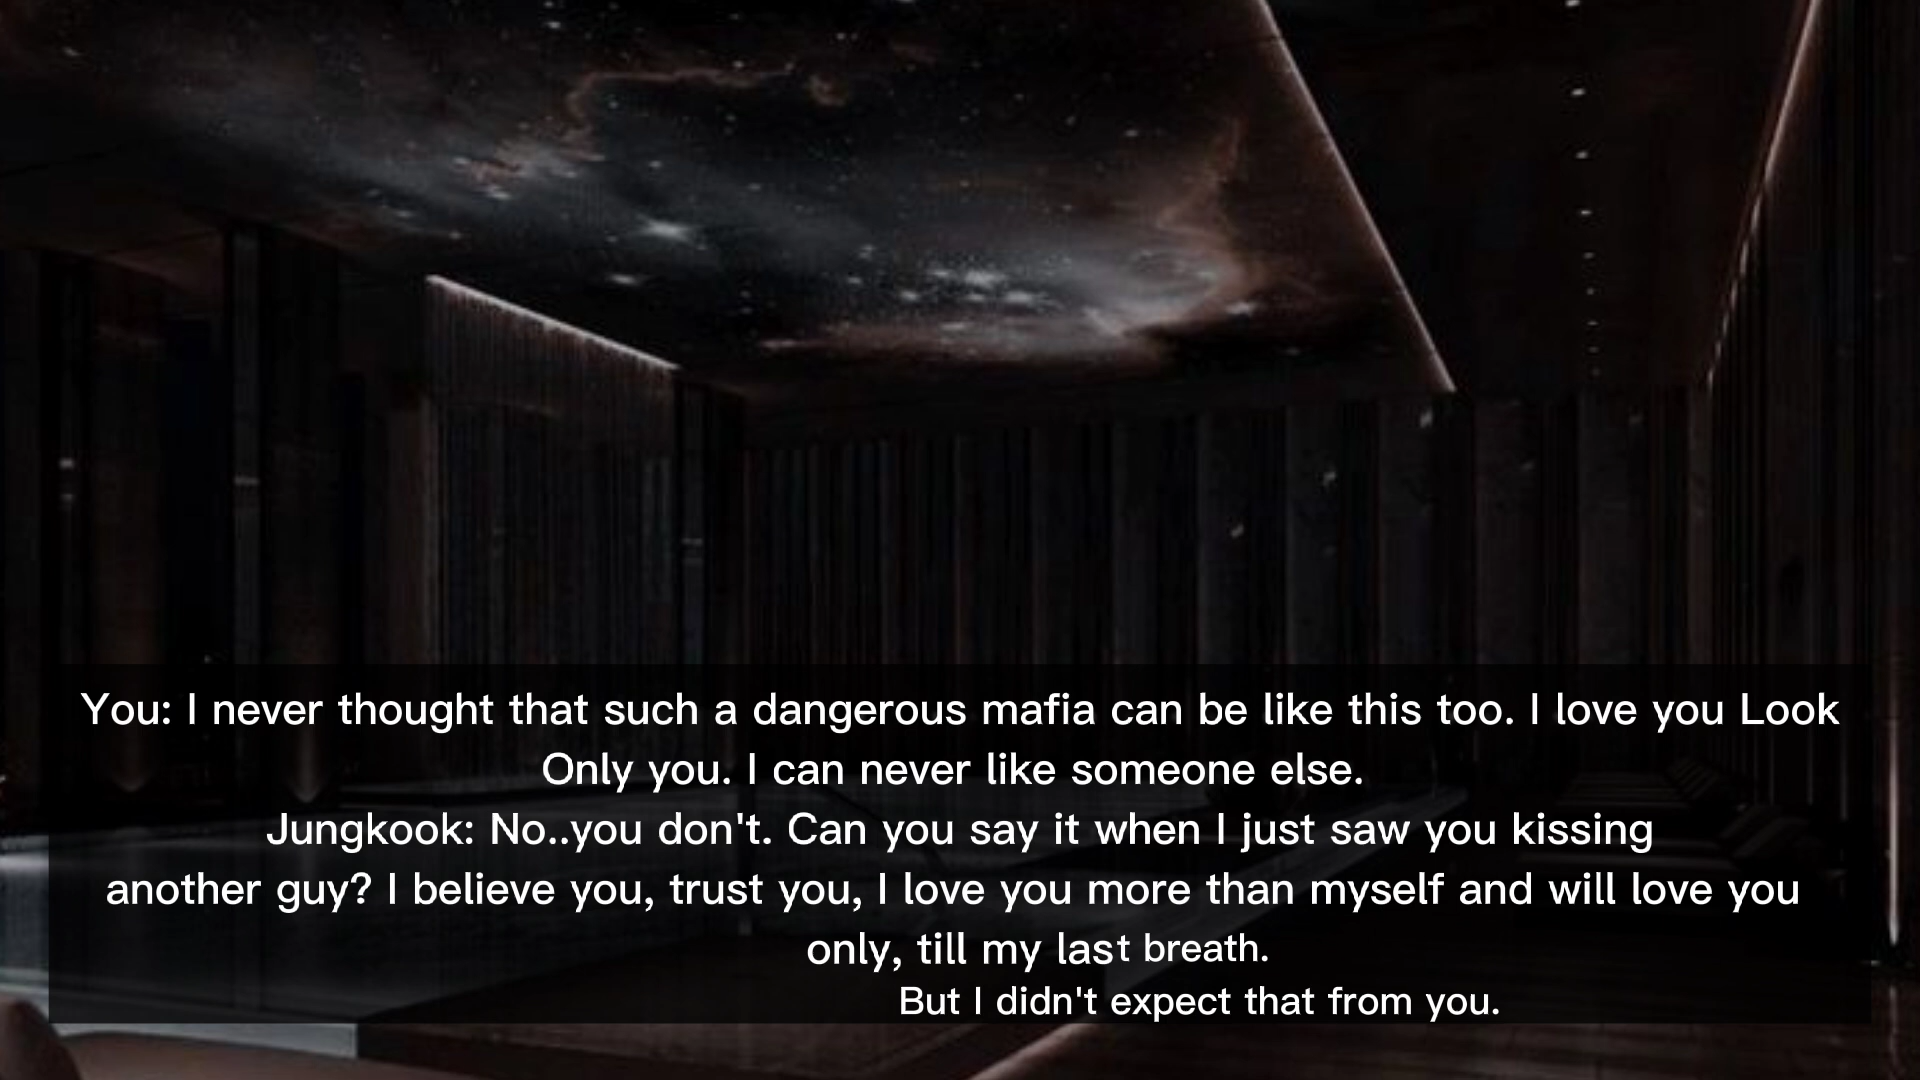 You: I never thought that such a dangerous mafia can be like this too. I love you Look
Only you. I can never like someone else.
Jungkook: No..you don't. Can you say it when I just saw you kissing
another guy? I believe you, trust you, I love you more than myself and will love you
only, till my last breath.
But I didn't expect that from you.